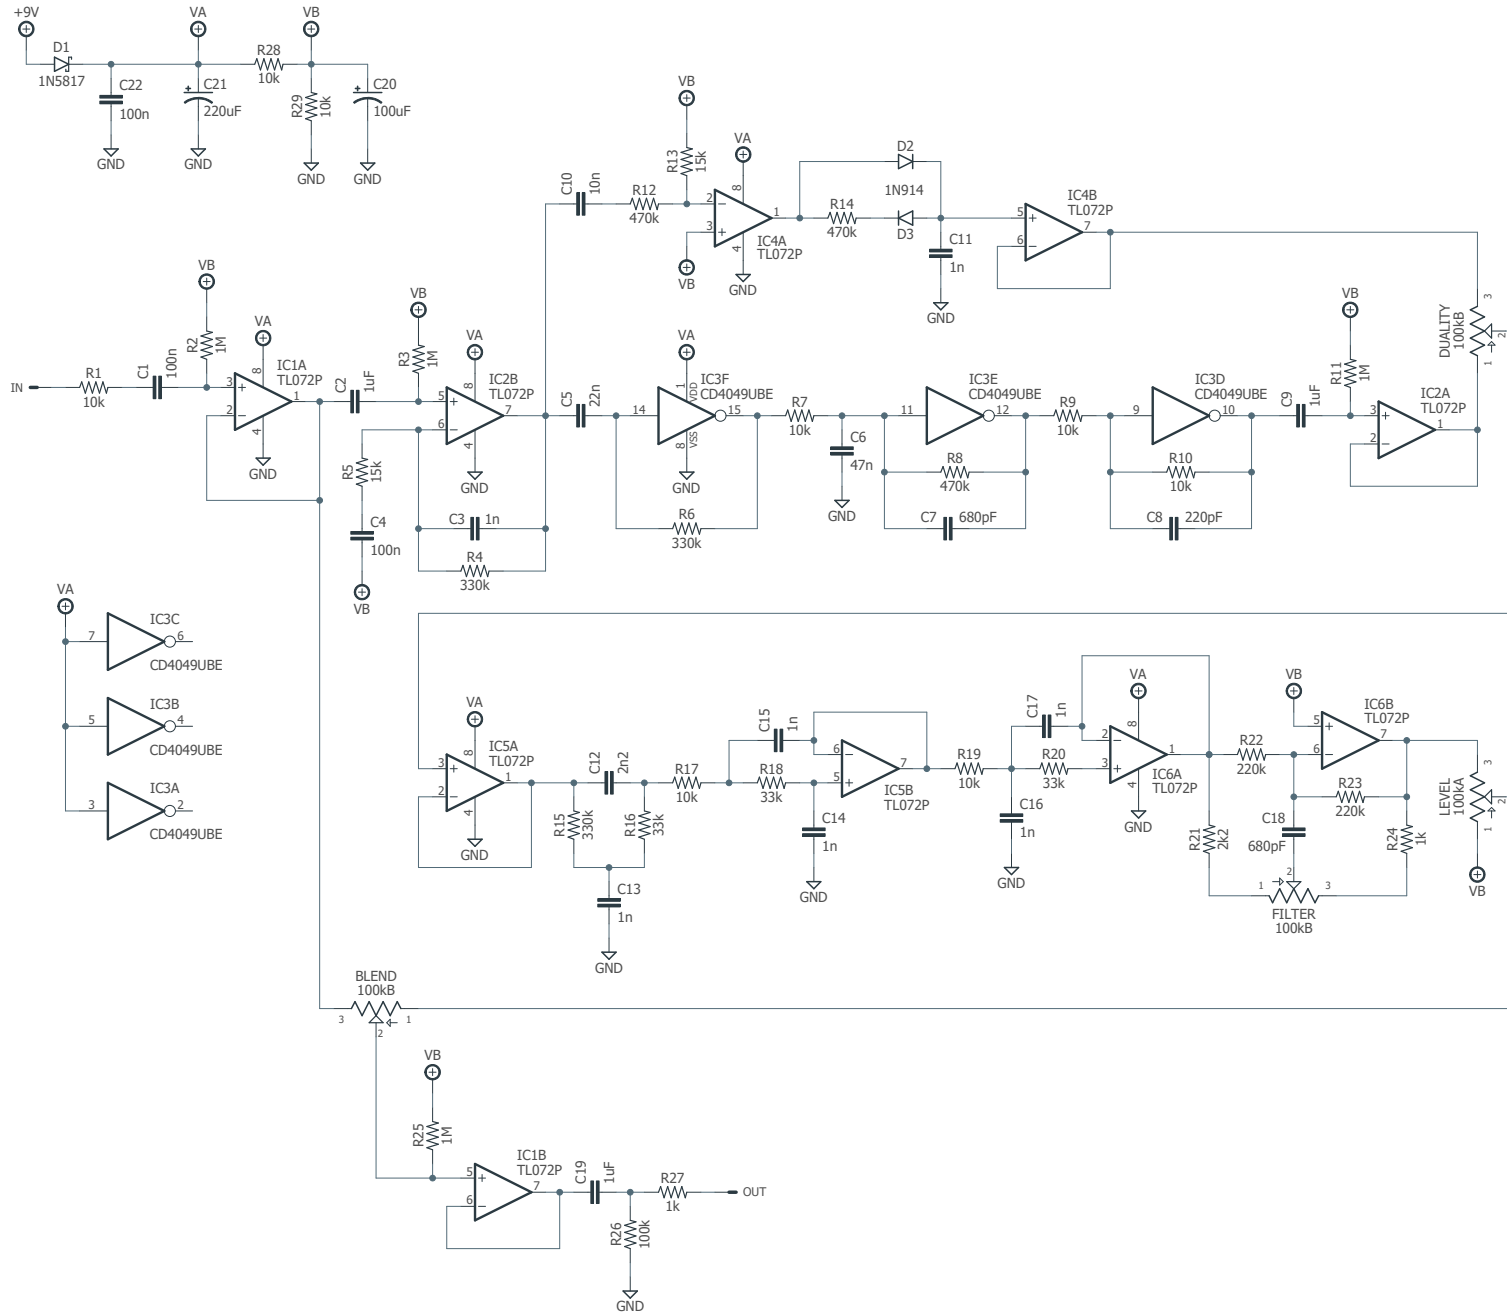 +9V
D1
1N5817
C22
100n
VA
C21
220uF
GND
GND
R28
10k
VB
R29
10k
GND
C20
100uF
GND
VB
R13
15k
C10
10n
R12
470k
VA
2
3
8
4
1
IC4A
TL072P
VB
GND
D2
1N914
R14
470k
D3
C11
1n
GND
IC4B
TL072P
5
6
7
DUALITY
100kB
3
2
1
IN
R1
10k
C1
100n
VB
R2
1M
VA
IC1A
TL072P
3
2
8
4
1
GND
C2
1uF
VB
R3
1M
VA
IC2B
TL072P
5
6
8
4
7
GND
R5
15k
C4
100n
VB
C3
1n
R4
330k
C5
22n
VA
IC3F
CD4049UBE
14
15
1
VDD
8
VSS
GND
R6
330k
R7
10k
C6
47n
GND
IC3E
CD4049UBE
11
12
R8
470k
C7
680pF
R9
10k
IC3D
CD4049UBE
9
10
R10
10k
C8
220pF
C9
1uF
VB
R11
1M
IC2A
TL072P
3
2
1
VA
IC3C
7
6
CD4049UBE
IC3B
5
4
CD4049UBE
IC3A
3
2
CD4049UBE
VA
IC5A
TL072P
3
2
8
4
1
GND
C12
2n2
R15
330k
R16
33k
C13
1n
GND
R17
10k
C15
1n
R18
33k
C14
1n
GND
6
5
7
IC5B
TL072P
R19
10k
C17
1n
R20
33k
C16
1n
GND
VA
2
3
8
4
1
IC6A
TL072P
GND
R22
220k
R21
2k2
VB
IC6B
TL072P
5
6
7
R23
220k
C18
680pF
R24
1k
1
2
3
FILTER
100kB
LEVEL
100kA
3
2
1
VB
BLEND
100kB
3
2
1
VB
R25
1M
IC1B
TL072P
5
6
7
C19
1uF
R26
100k
GND
R27
1k
OUT